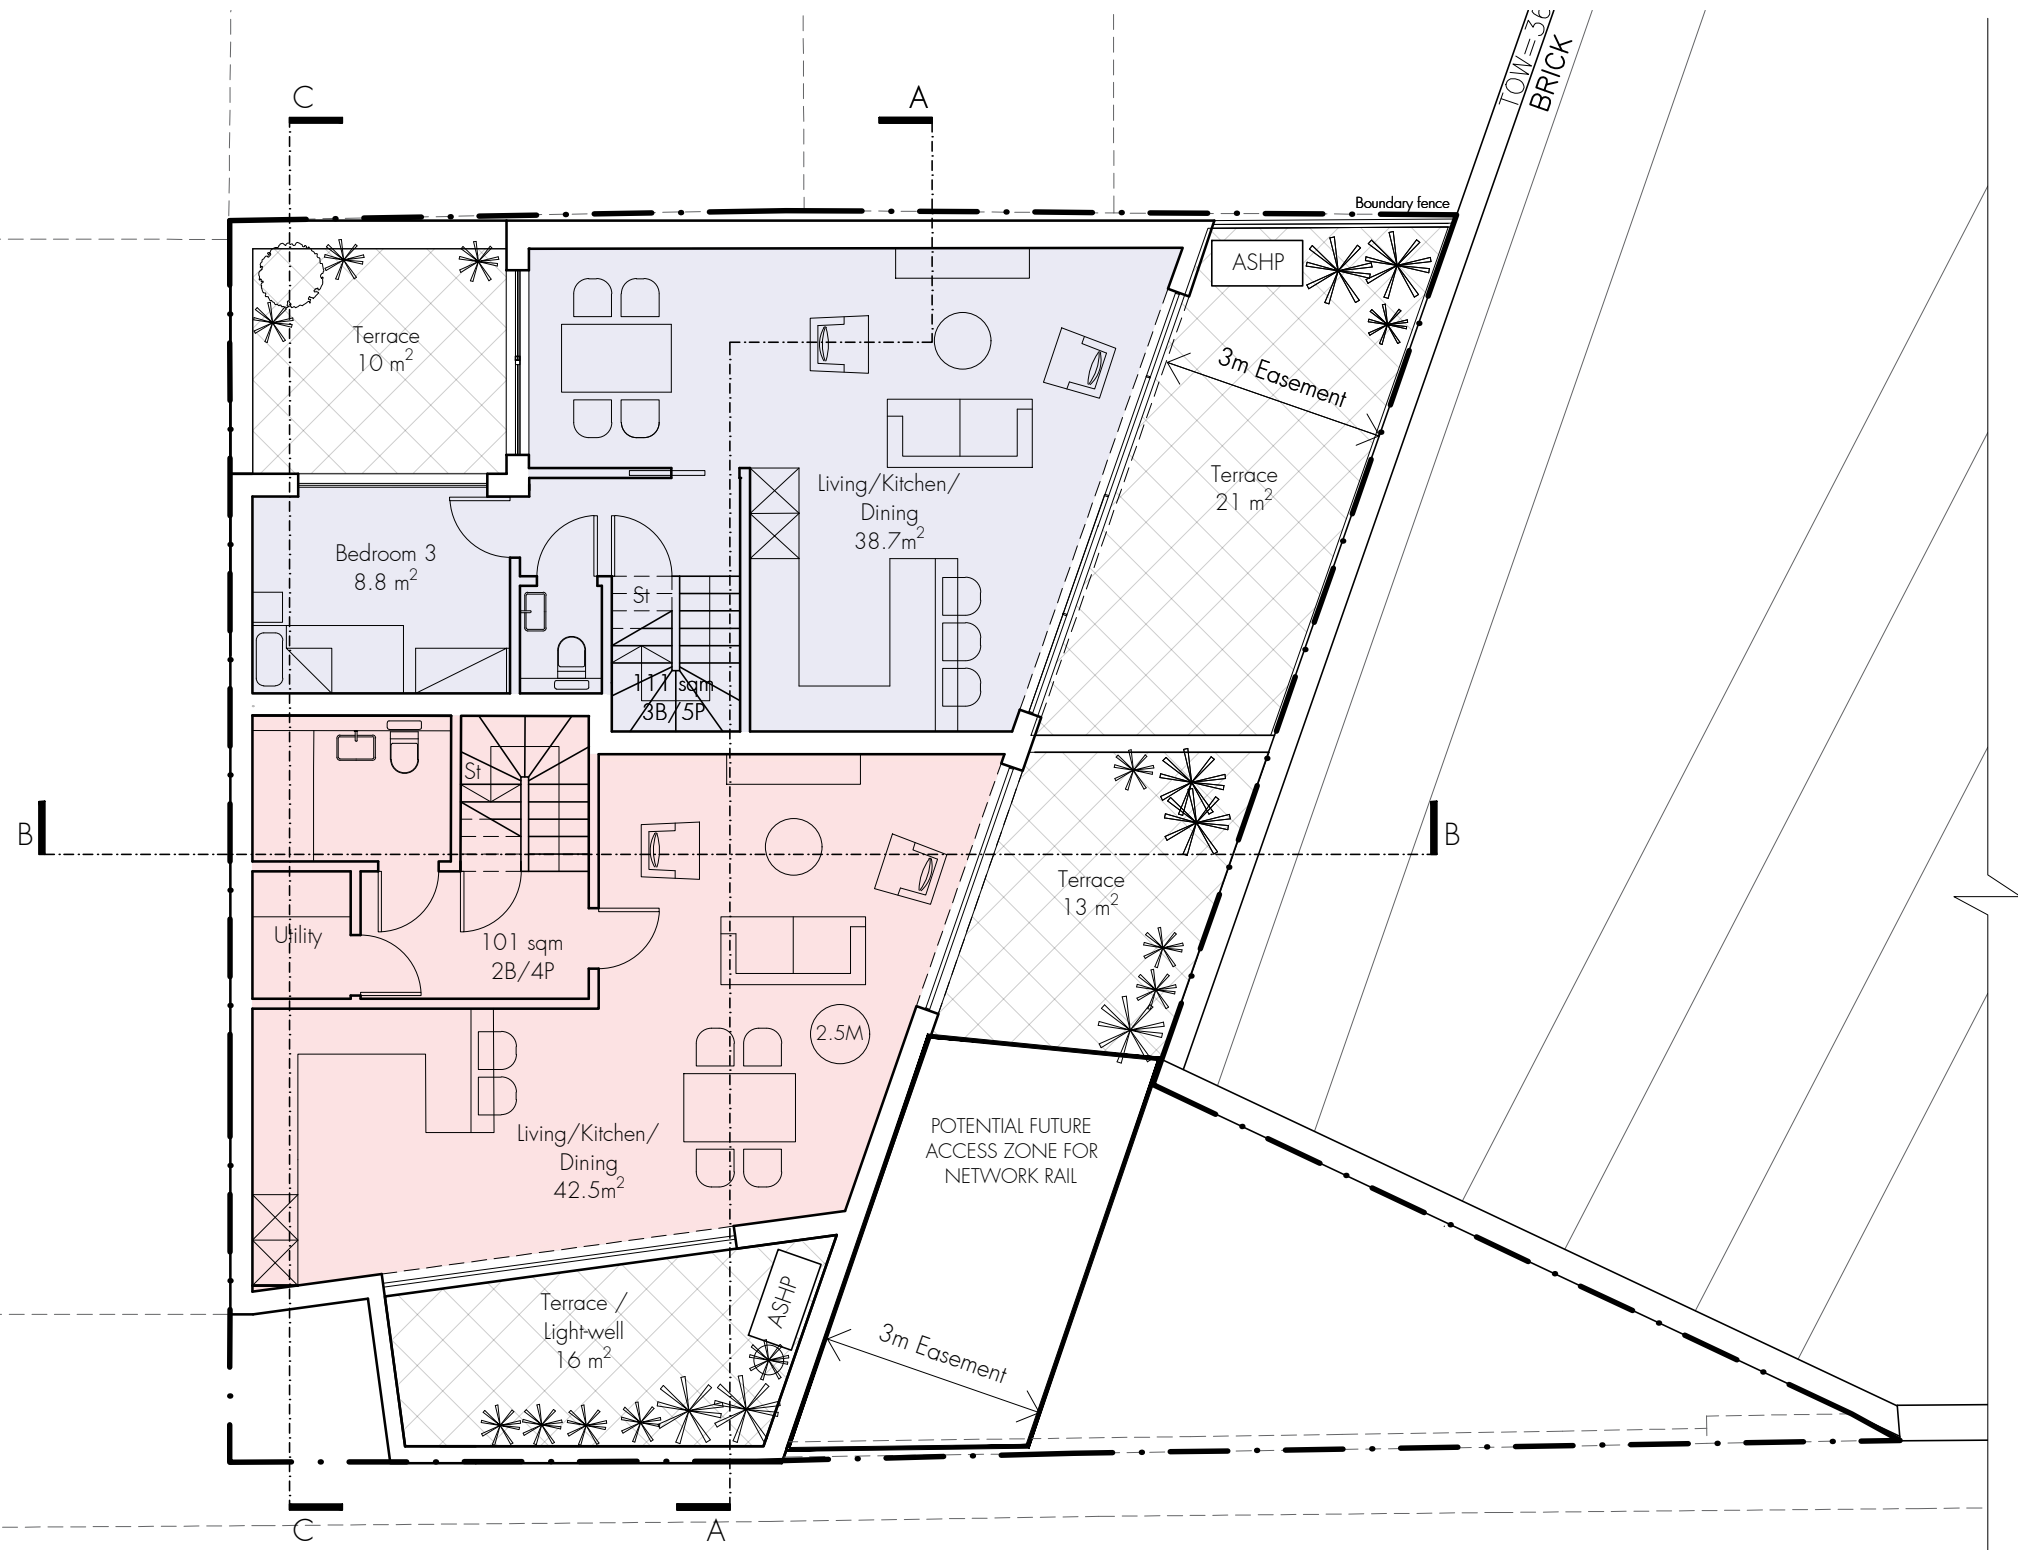 C
A
TOW=36
BRICK
Boundary fence
ASHP
Terrace
10 m²
3m Easement
Terrace
21 m²
Living/Kitchen/
Dining
38.7m²
Bedroom 3
8.8 m²
St
111 sqm
3B/5P
St
B
B
Terrace
13 m²
Utility
101 sqm
2B/4P
2.5M
Living/Kitchen/
Dining
42.5m²
POTENTIAL FUTURE
ACCESS ZONE FOR
NETWORK RAIL
Terrace /
Light-well
16 m²
ASHP
3m Easement
C
A